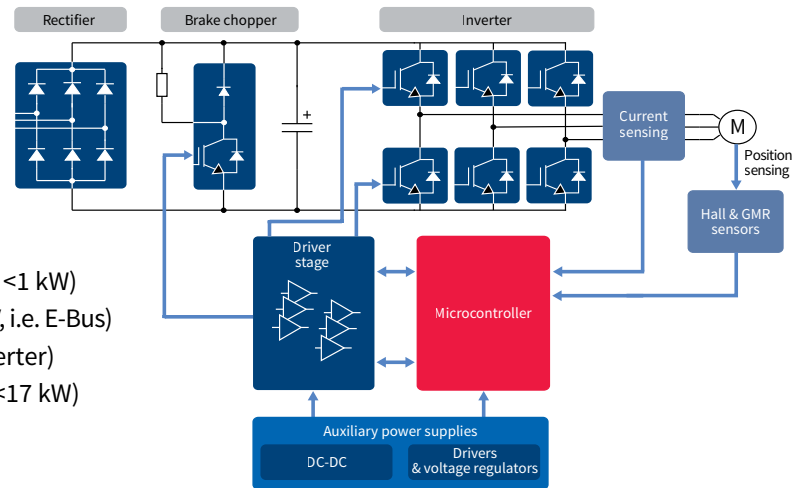 Rectifier
Brake chopper
Inverter
+
Current
sensing
M
Position
sensing
Hall & GMR
sensors
Driver
stage
Microcontroller
<1 kW)
, i.e. E-Bus)
erter)
<17 kW)
Auxiliary power supplies
DC-DC
Drivers
& voltage regulators